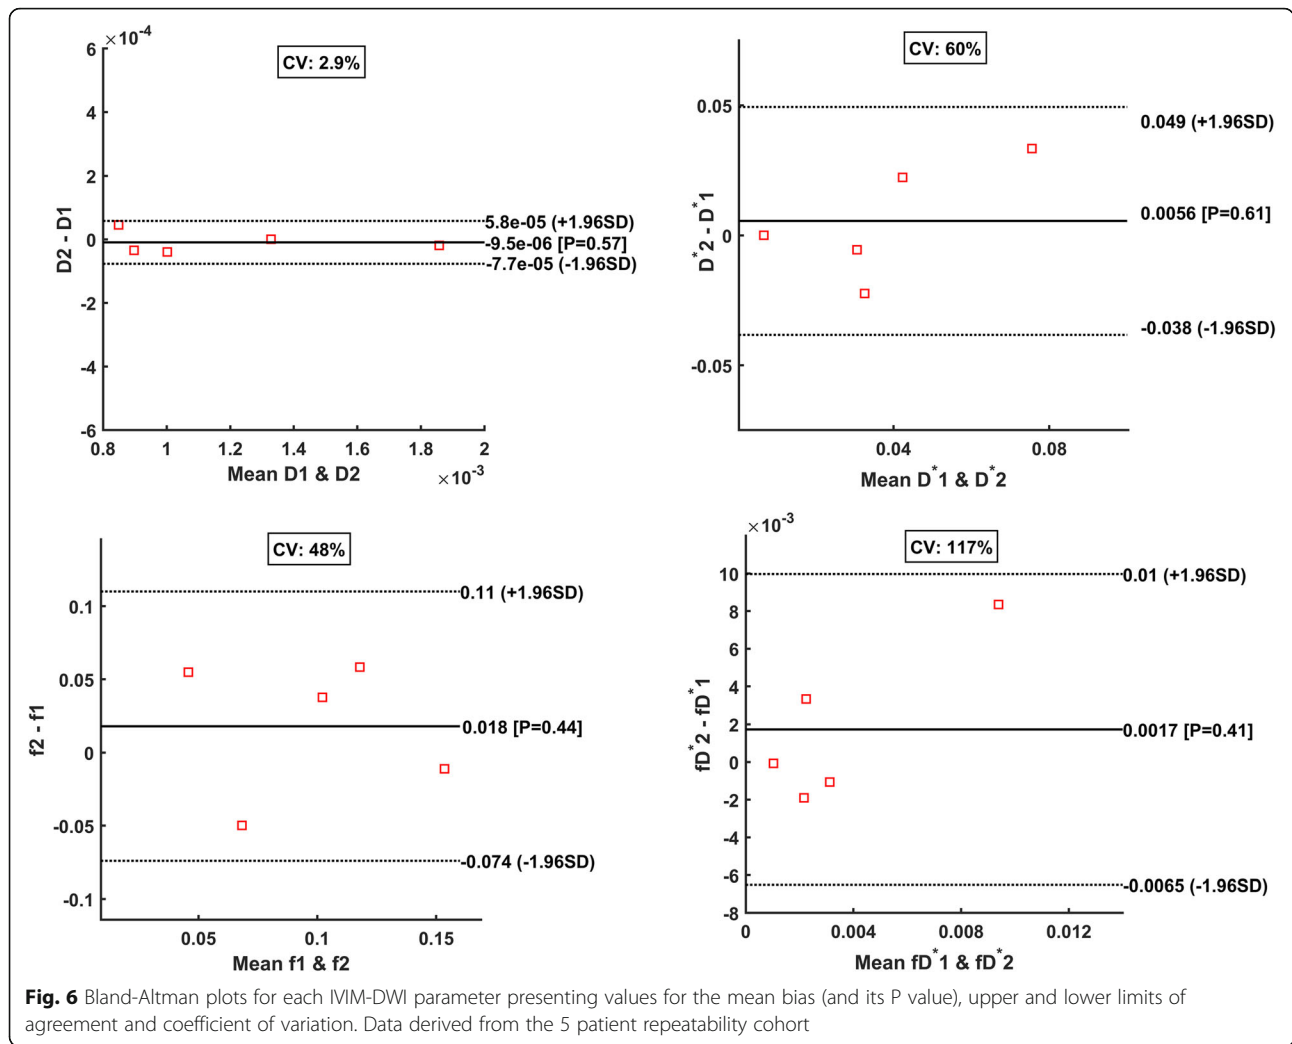 ×10-4
CV: 2.9%
6
4
2
0
-2
-4
-6
D2 - D1
5.8e-05 (+1.96SD)
-9.5e-06 [P=0.57]
-7.7e-05 (-1.96SD)
0.8 1 1.2 1.4 1.6 1.8 2
Mean D1 & D2
×10-3
CV: 60%
0.05
0
-0.05
D*2 - D*1
0.049 (+1.96SD)
0.0056 [P=0.61]
-0.038 (-1.96SD)
0.04 0.08
Mean D*1 & D*2
CV: 48%
0.1
0.05
0
-0.05
-0.1
f2 - f1
0.11 (+1.96SD)
0.018 [P=0.44]
-0.074 (-1.96SD)
0.05 0.1 0.15
Mean f1 & f2
×10-3
CV: 117%
10
8
6
4
2
0
-2
-4
-6
-8
fD*2 - fD*1
0.01 (+1.96SD)
0.0017 [P=0.41]
-0.0065 (-1.96SD)
0 0.004 0.008 0.012
Mean fD*1 & fD*2
Fig. 6 Bland-Altman plots for each IVIM-DWI parameter presenting values for the mean bias (and its P value), upper and lower limits of
agreement and coefficient of variation. Data derived from the 5 patient repeatability cohort